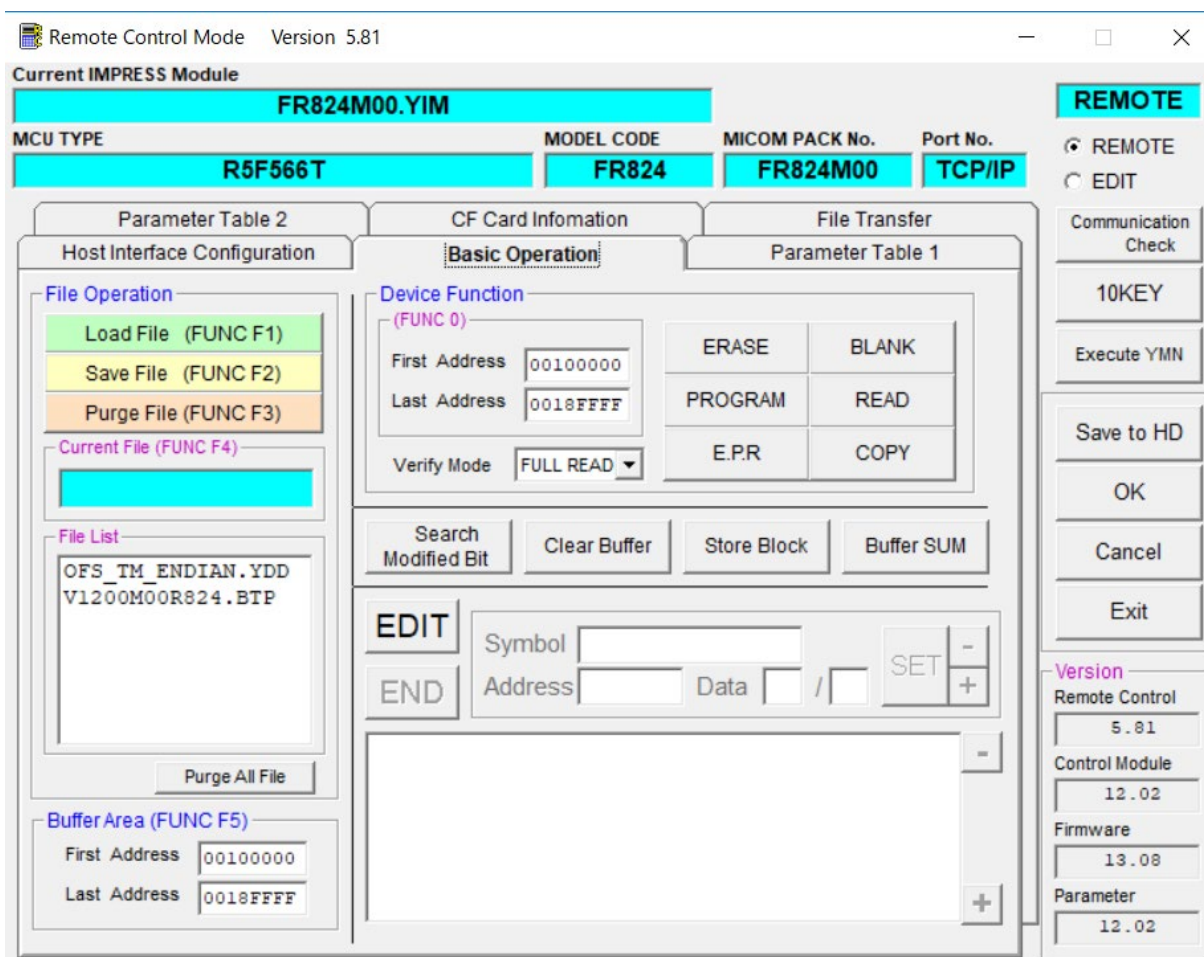 Remote Control Mode Version 5.81
Current IMPRESS Module
FR824M00.YIM
REMOTE
MCU TYPE MODEL CODE MICOM PACK No. Port No.
R5F566T FR824 FR824M00 TCP/IP
REMOTE
EDIT
Parameter Table 2 CF Card Infomation File Transfer
Host Interface Configuration Basic Operation Parameter Table 1
File Operation
Load File (FUNC F1)
Save File (FUNC F2)
Purge File (FUNC F3)
Current File (FUNC F4)
File List
OFS_TM_ENDIAN.YDD
V1200M00R824.BTP
Purge All File
Buffer Area (FUNC F5)
First Address 00100000
Last Address 0018FFFF
Device Function
(FUNC 0)
First Address 00100000
Last Address 0018FFFF
Verify Mode FULL READ
ERASE BLANK
PROGRAM READ
E.P.R COPY
Search
Modified Bit
Clear Buffer
Store Block
Buffer SUM
EDIT
END
Symbol
Address Data /
SET
-
+
-
+
Communication
Check
10KEY
Execute YMN
Save to HD
OK
Cancel
Exit
Version
Remote Control
5.81
Control Module
12.02
Firmware
13.08
Parameter
12.02